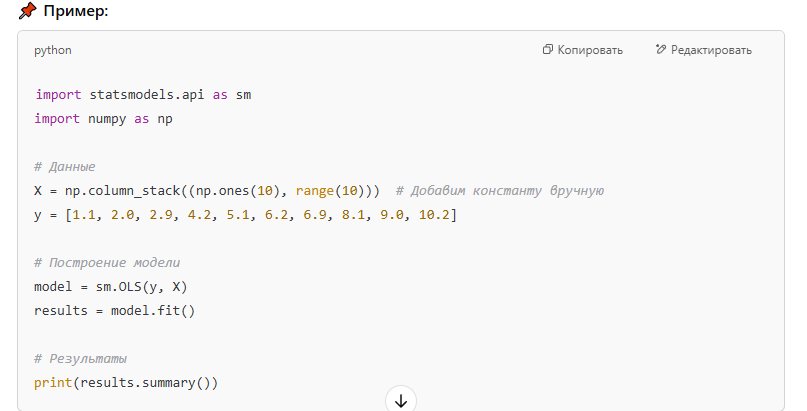 📌 Пример:
python
Копировать
Редактировать
import statsmodels.api as sm
import numpy as np
# Данные
X = np.column_stack((np.ones(10), range(10)))  # Добавим константу вручную
y = [1.1, 2.0, 2.9, 4.2, 5.1, 6.2, 6.9, 8.1, 9.0, 10.2]
# Построение модели
model = sm.OLS(y, X)
results = model.fit()
# Результаты
print(results.summary())